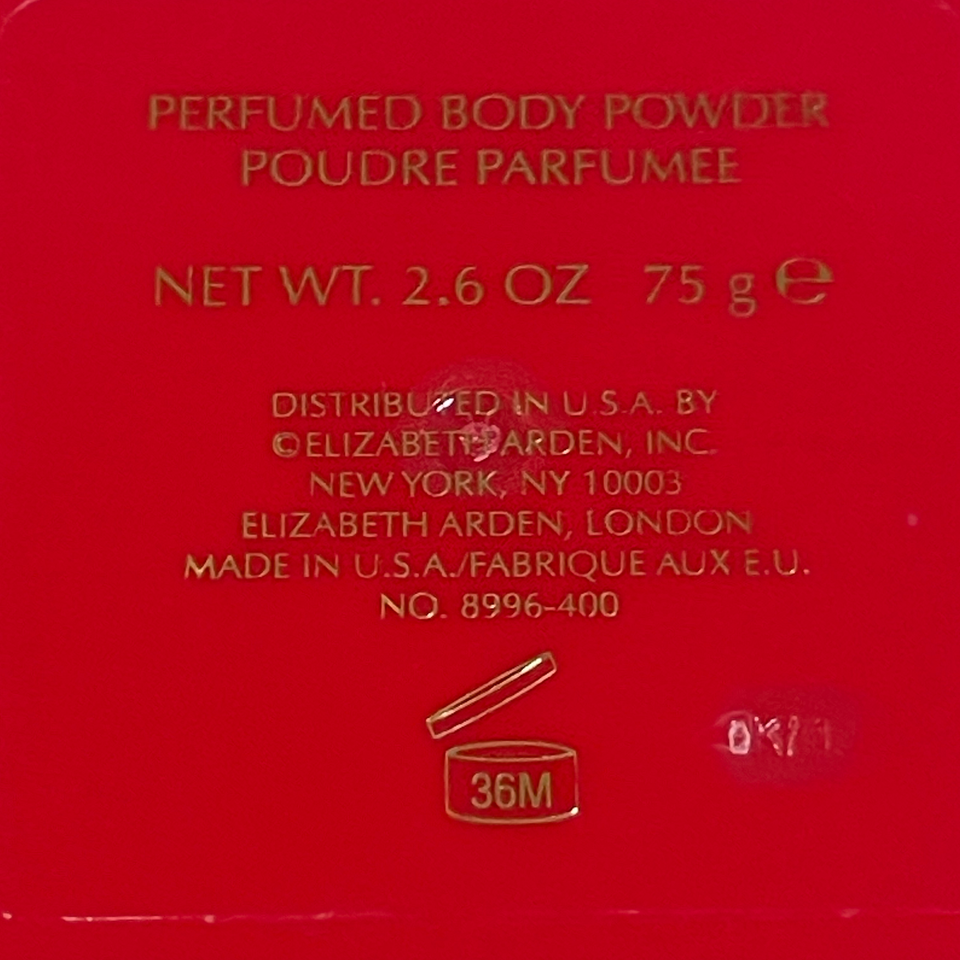 PERFUMED BODY POWDER
POUDRE PARFUMEE
NET WT. 2.6 OZ 75 g ℮
DISTRIBUTED IN U.S.A. BY
©ELIZABETH ARDEN, INC.
NEW YORK, NY 10003
ELIZABETH ARDEN, LONDON
MADE IN U.S.A./FABRIQUE AUX E.U.
NO. 8996-400
36M